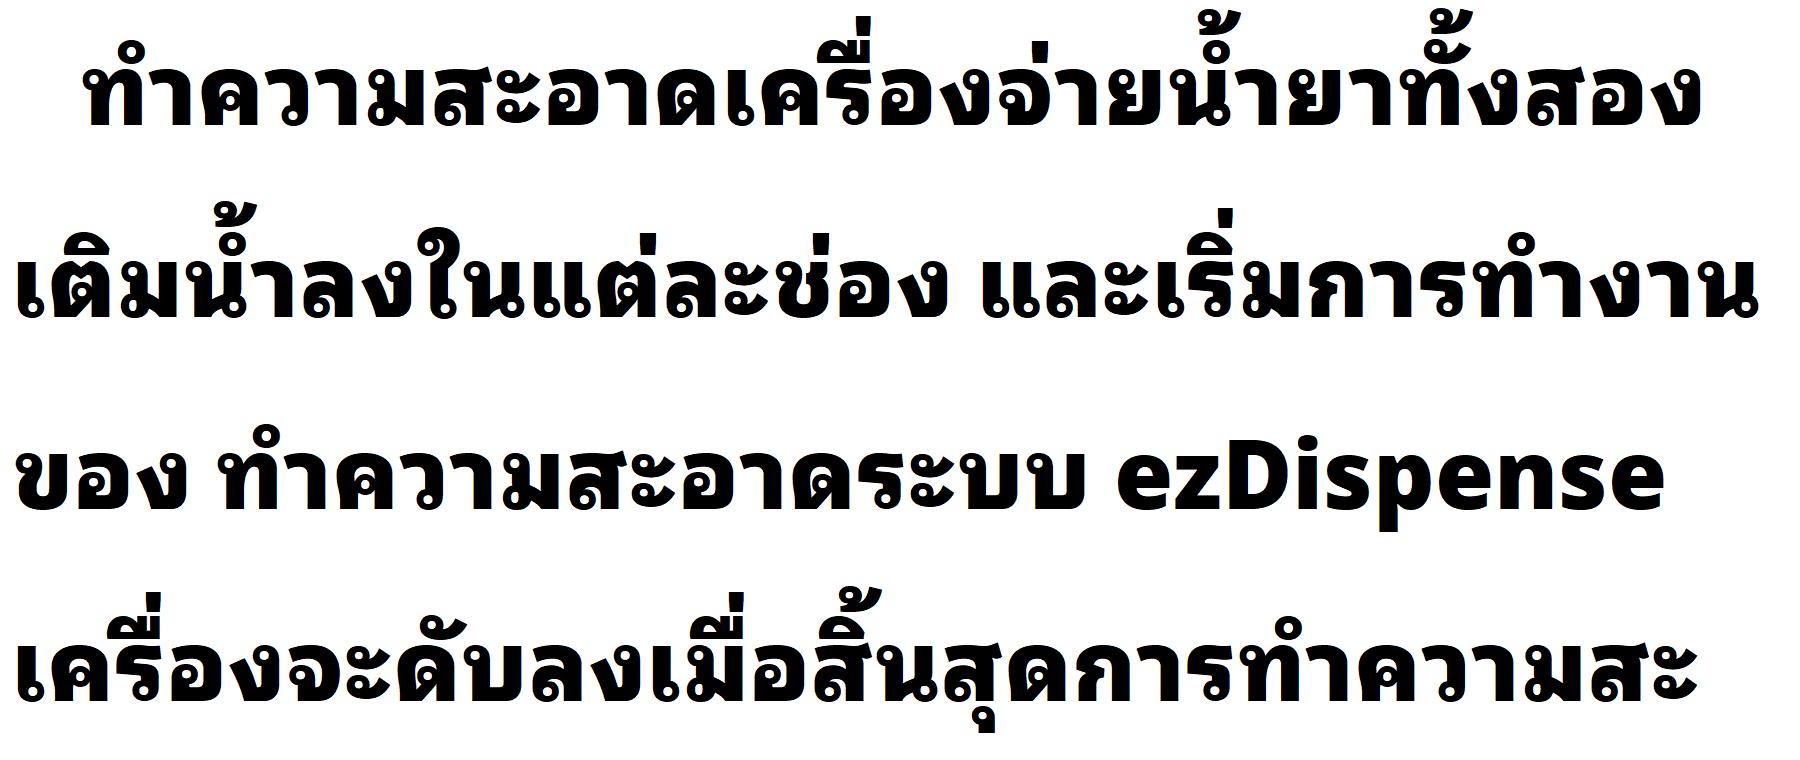 ทำความสะอาดเครื่องจ่ายน้ำยาทั้งสอง
เติมน้ำลงในแต่ละช่อง และเริ่มการทำงาน
ของ ทำความสะอาดระบบ ezDispense
เครื่องจะดับลงเมื่อสิ้นสุดการทำความสะ